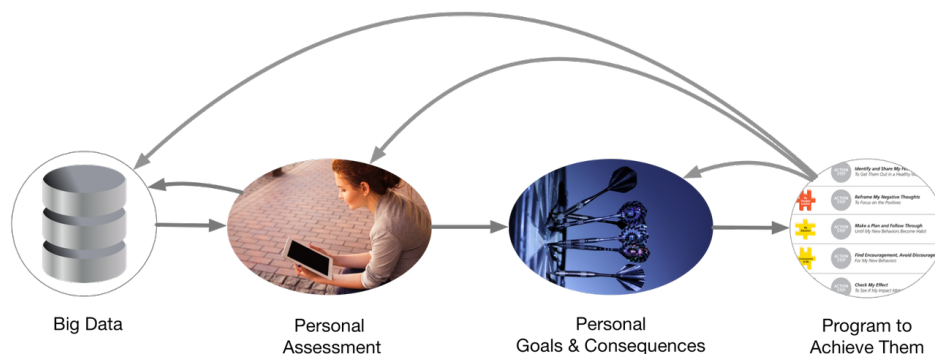 Identify and Share My
To Get Them Out in a Healthy
Reframe My Negative Thoughts
To Focus on the Positives
Make a Plan and Follow Through
Until My New Behaviors Become Habit
Find Encouragement, Avoid
For My New Behaviors
Check My Effect
To See If My Impact
Big Data
Personal
Assessment
Personal
Goals & Consequences
Program to
Achieve Them